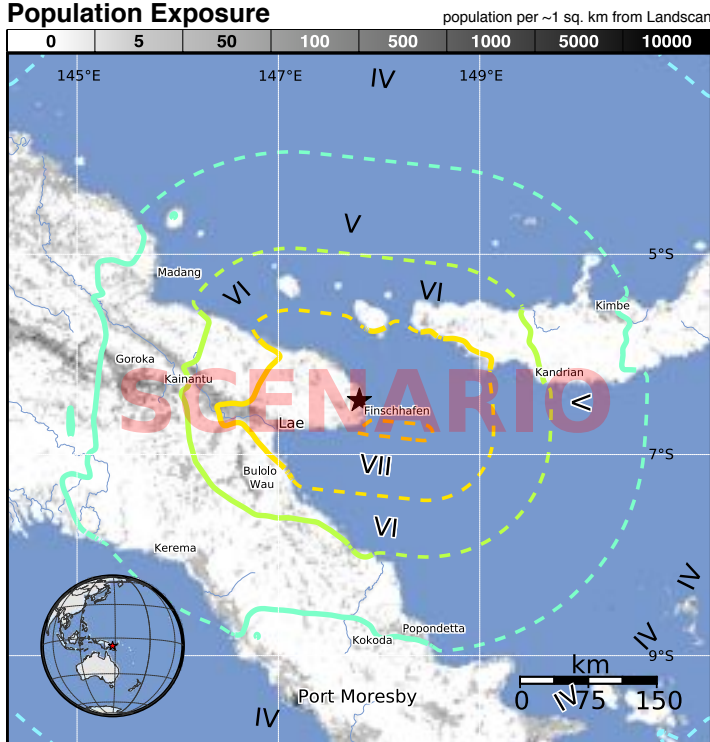 Population Exposure
population per ~1 sq. km from Landscan
0 5 50 100 500 1000 5000 10000
145°E 147°E 149°E
IV
V
5°S
Madang
VI VI
Kimbe
Goroka
Kainantu
Kandrian
SCENARIO
V
Finschhafen
Lae
7°S
VII
Bulolo
Wau
VI
Kerema
IV
Popondetta
IV
Kokoda
9°S
km
Port Moresby
IV
0 75 150
IV